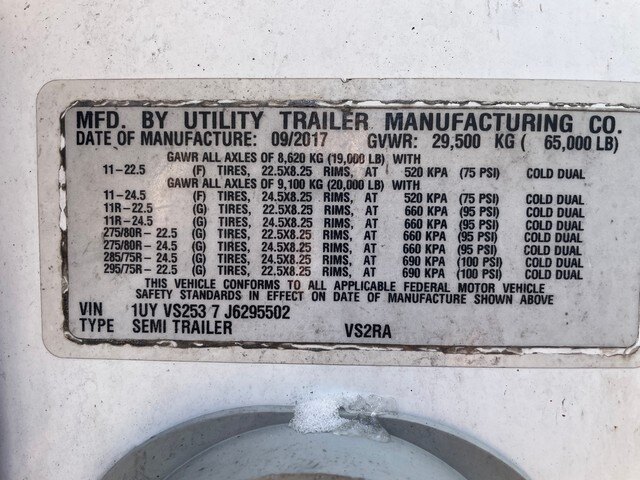 MFD. BY UTILITY TRAILER MANUFACTURING CO.
DATE OF MANUFACTURE: 09/2017 GVWR: 29,500 KG ( 65,000 LB)
GAWR ALL AXLES OF 8,620 KG (19,000 LB) WITH
11-22.5 (F) TIRES, 22.5X8.25 RIMS, AT 520 KPA (75 PSI) COLD DUAL
GAWR ALL AXLES OF 9,100 KG (20,000 LB) WITH
11-24.5 (F) TIRES, 24.5X8.25 RIMS, AT 520 KPA (75 PSI) COLD DUAL
11R-22.5 (G) TIRES, 22.5X8.25 RIMS, AT 660 KPA (95 PSI) COLD DUAL
11R-24.5 (G) TIRES, 24.5X8.25 RIMS, AT 660 KPA (95 PSI) COLD DUAL
275/80R-22.5 (G) TIRES, 22.5X8.25 RIMS, AT 660 KPA (95 PSI) COLD DUAL
275/80R-24.5 (G) TIRES, 24.5X8.25 RIMS, AT 660 KPA (95 PSI) COLD DUAL
285/75R-24.5 (G) TIRES, 24.5X8.25 RIMS, AT 690 KPA (100 PSI) COLD DUAL
295/75R-22.5 (G) TIRES, 22.5X8.25 RIMS, AT 690 KPA (100 PSI) COLD DUAL
THIS VEHICLE CONFORMS TO ALL APPLICABLE FEDERAL MOTOR VEHICLE
SAFETY STANDARDS IN EFFECT ON DATE OF MANUFACTURE SHOWN ABOVE
VIN 1UY VS253 7 J6295502
TYPE SEMI TRAILER VS2RA